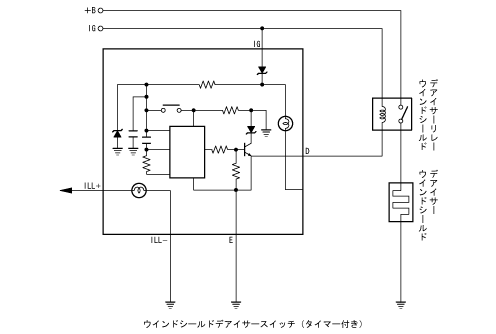 +B
IG
IG
D
ウインドシールド
デアイサーリレー
ウインドシールド
デアイサー
ILL+
ILL−
E
ウインドシールドデアイサースイッチ（タイマー付き）